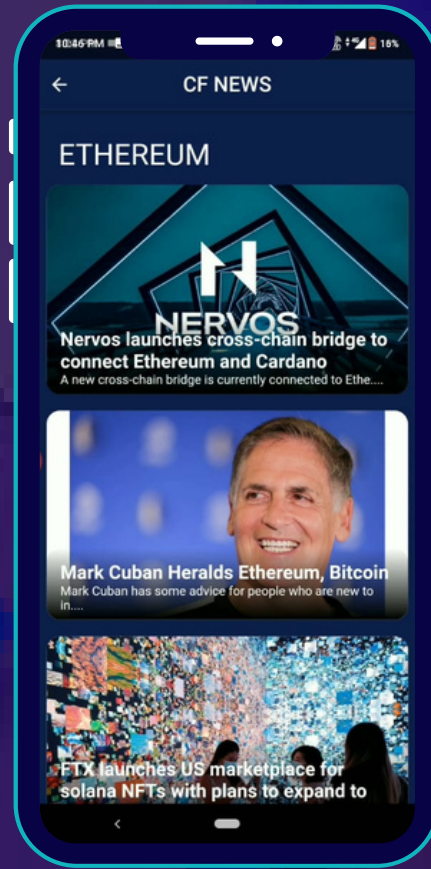 10:46 PM
18%
CF NEWS
ETHEREUM
NERVOS
Nervos launches cross-chain bridge to
connect Ethereum and Cardano
A new cross-chain bridge is currently connected to Ethe....
Mark Cuban Heralds Ethereum, Bitcoin
Mark Cuban has some advice for people who are new to
in....
FTX launches US marketplace for
solana NFTs with plans to expand to